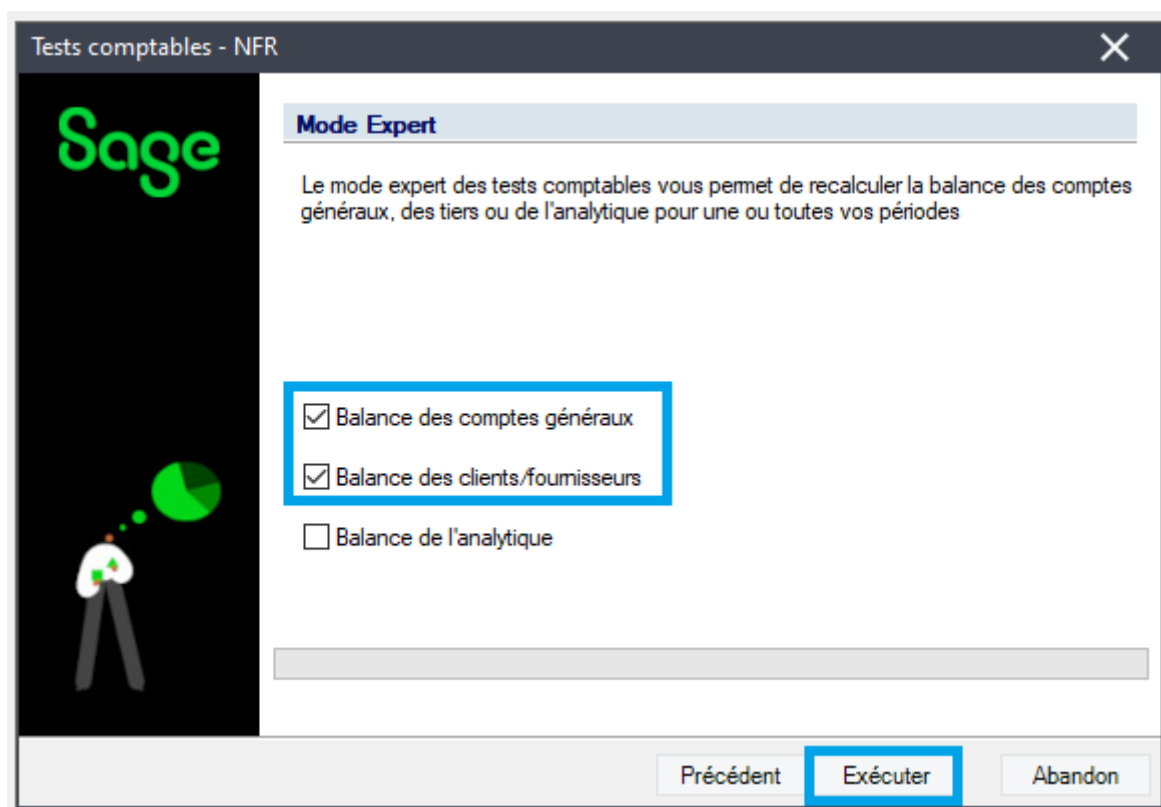 Tests comptables - NFR
Sage
Mode Expert
Le mode expert des tests comptables vous permet de recalculer la balance des comptes
généraux, des tiers ou de l'analytique pour une ou toutes vos périodes
Balance des comptes généraux
Balance des clients/fournisseurs
Balance de l'analytique
Précédent
Exécuter
Abandon